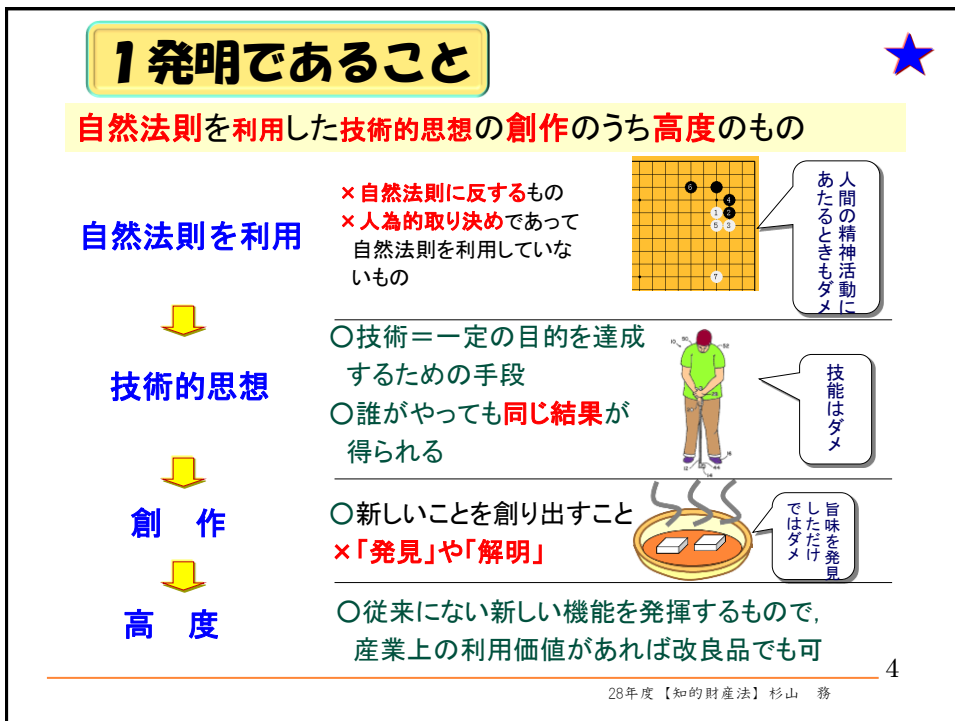 １発明であること
自然法則を利用した技術的思想の創作のうち高度のもの
自然法則を利用
×自然法則に反するもの
×人為的取り決めであって
自然法則を利用していな
いもの
6
4
1 2
5 3
7
人間の精神活動に
あたるときもダメ
技術的思想
〇技術＝一定の目的を達成
するための手段
〇誰がやっても同じ結果が
得られる
技能はダメ
創　作
〇新しいことを創り出すこと
×「発見」や「解明」
旨味を発見
しただけ
ではダメ
高　度
〇従来にない新しい機能を発揮するもので，
産業上の利用価値があれば改良品でも可
4
28年度【知的財産法】杉山　務